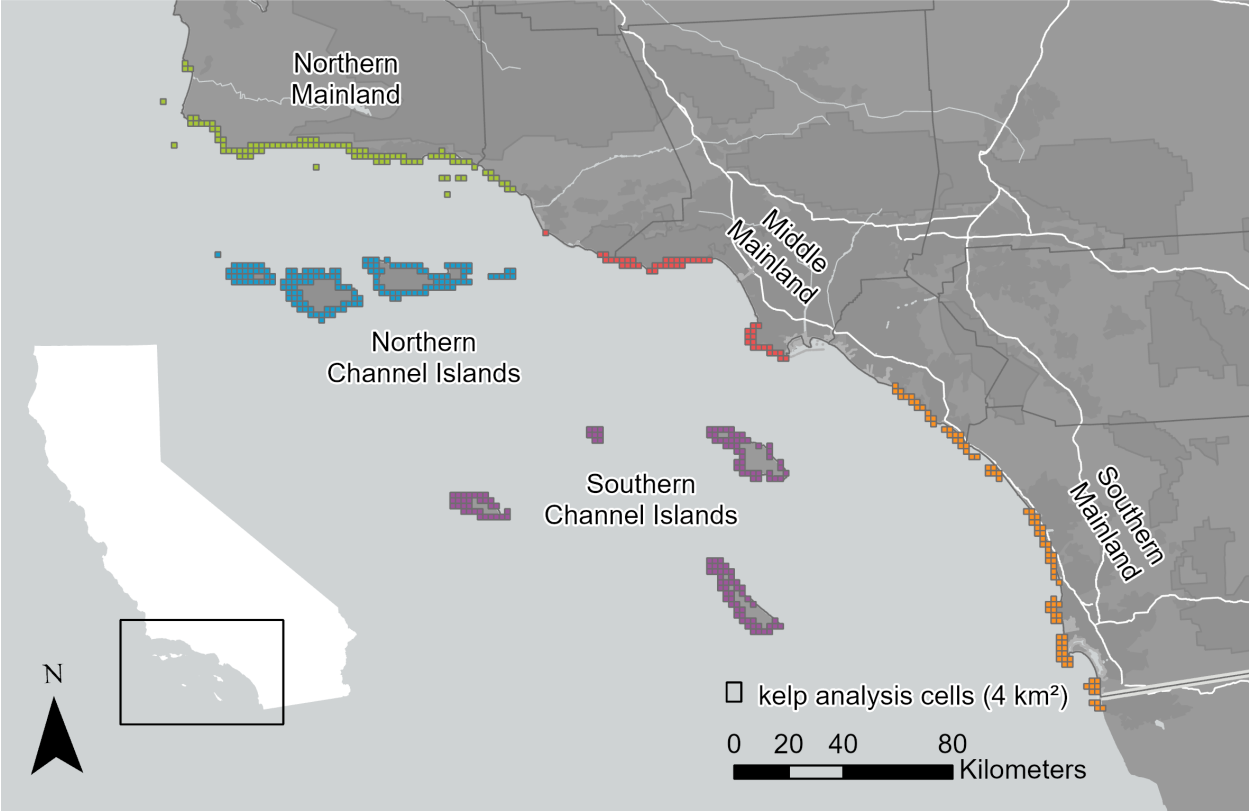 Northern
Mainland
Middle
Mainland
Northern
Channel Islands
Southern
Channel Islands
Southern
Mainland
N
kelp analysis cells (4 km²)
0 20 40 80
Kilometers